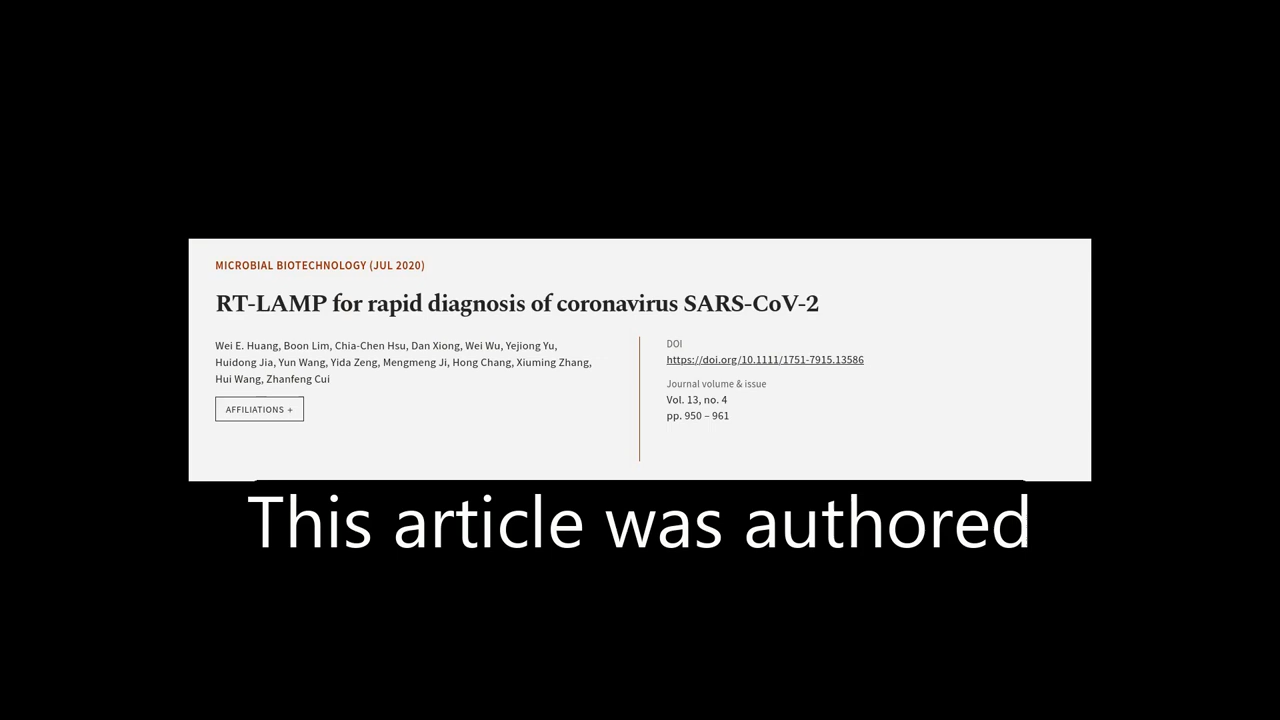 MICROBIAL BIOTECHNOLOGY (JUL 2020)
RT-LAMP for rapid diagnosis of coronavirus SARS-CoV-2
Wei E. Huang, Boon Lim, Chia-Chen Hsu, Dan Xiong, Wei Wu, Yejiong Yu,
Huidong Jia, Yun Wang, Yida Zeng, Mengmeng Ji, Hong Chang, Xiuming Zhang,
Hui Wang, Zhanfeng Cui
AFFILIATIONS +
DOI
https://doi.org/10.1111/1751-7915.13586
Journal volume & issue
Vol. 13, no. 4
pp. 950 – 961
This article was authored